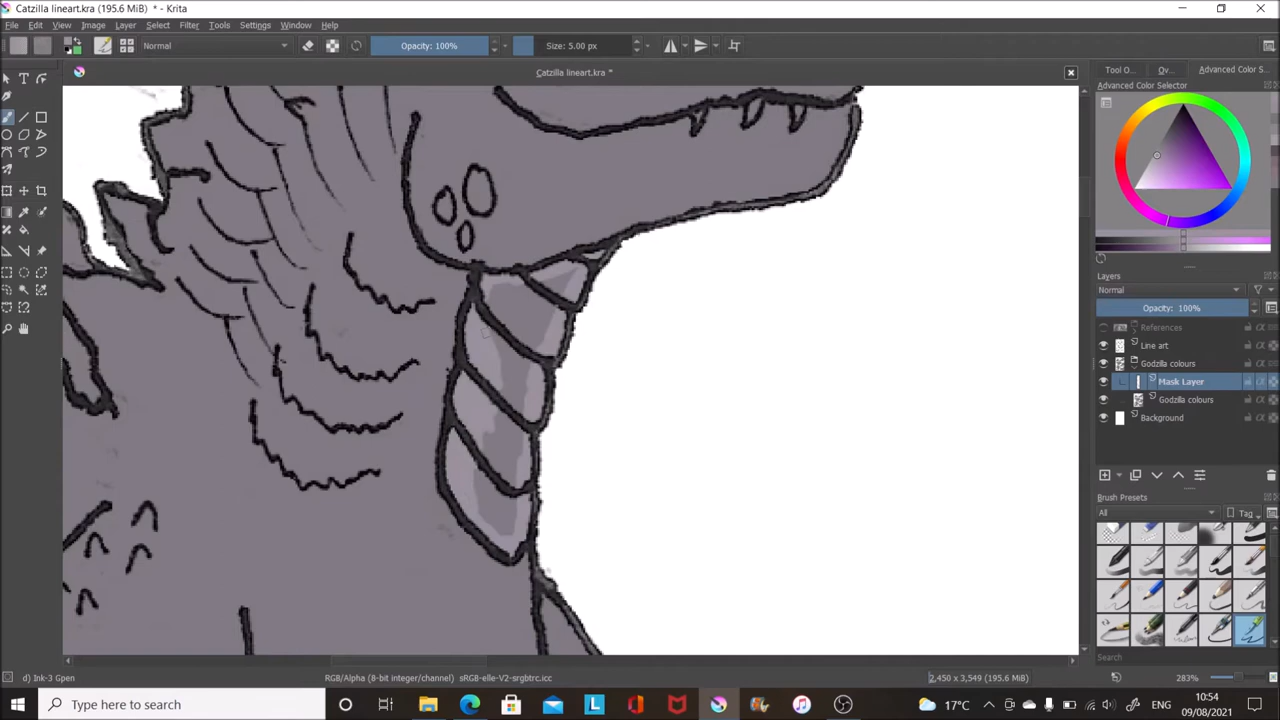 Catzilla lineart.kra (195.6 MiB) * - Krita
File Edit View Image Layer Select Filter Tools Settings Window Help
Normal Opacity: 100% Size: 5.00 px
Catzilla lineart.kra *
Tool O... Ov... Advanced Color S...
Advanced Color Selector
Layers
Normal
Opacity: 100%
References
Line art
Godzilla colours
Mask Layer
Godzilla colours
Background
Brush Presets
All Tag
Search
d) Ink-3 Gpen RGB/Alpha (8-bit integer/channel) sRGB-elle-V2-srgbtrc.icc 2,450 x 3,549 (195.6 MiB) 283%
Type here to search 17°C ENG 10:54
09/08/2021